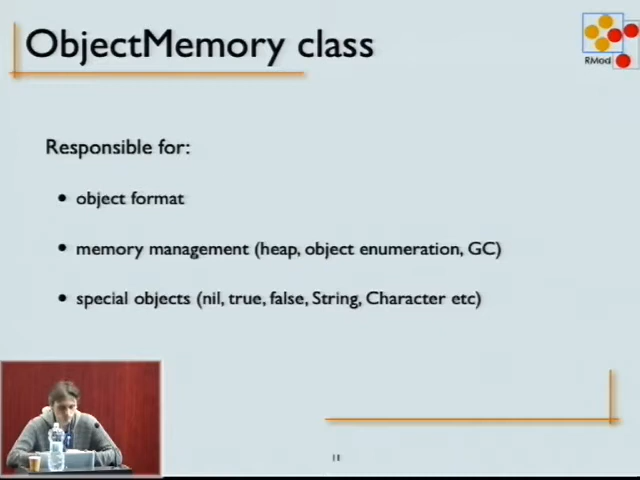 ObjectMemory class
RMod
Responsible for:
• object format
• memory management (heap, object enumeration, GC)
• special objects (nil, true, false, String, Character etc)